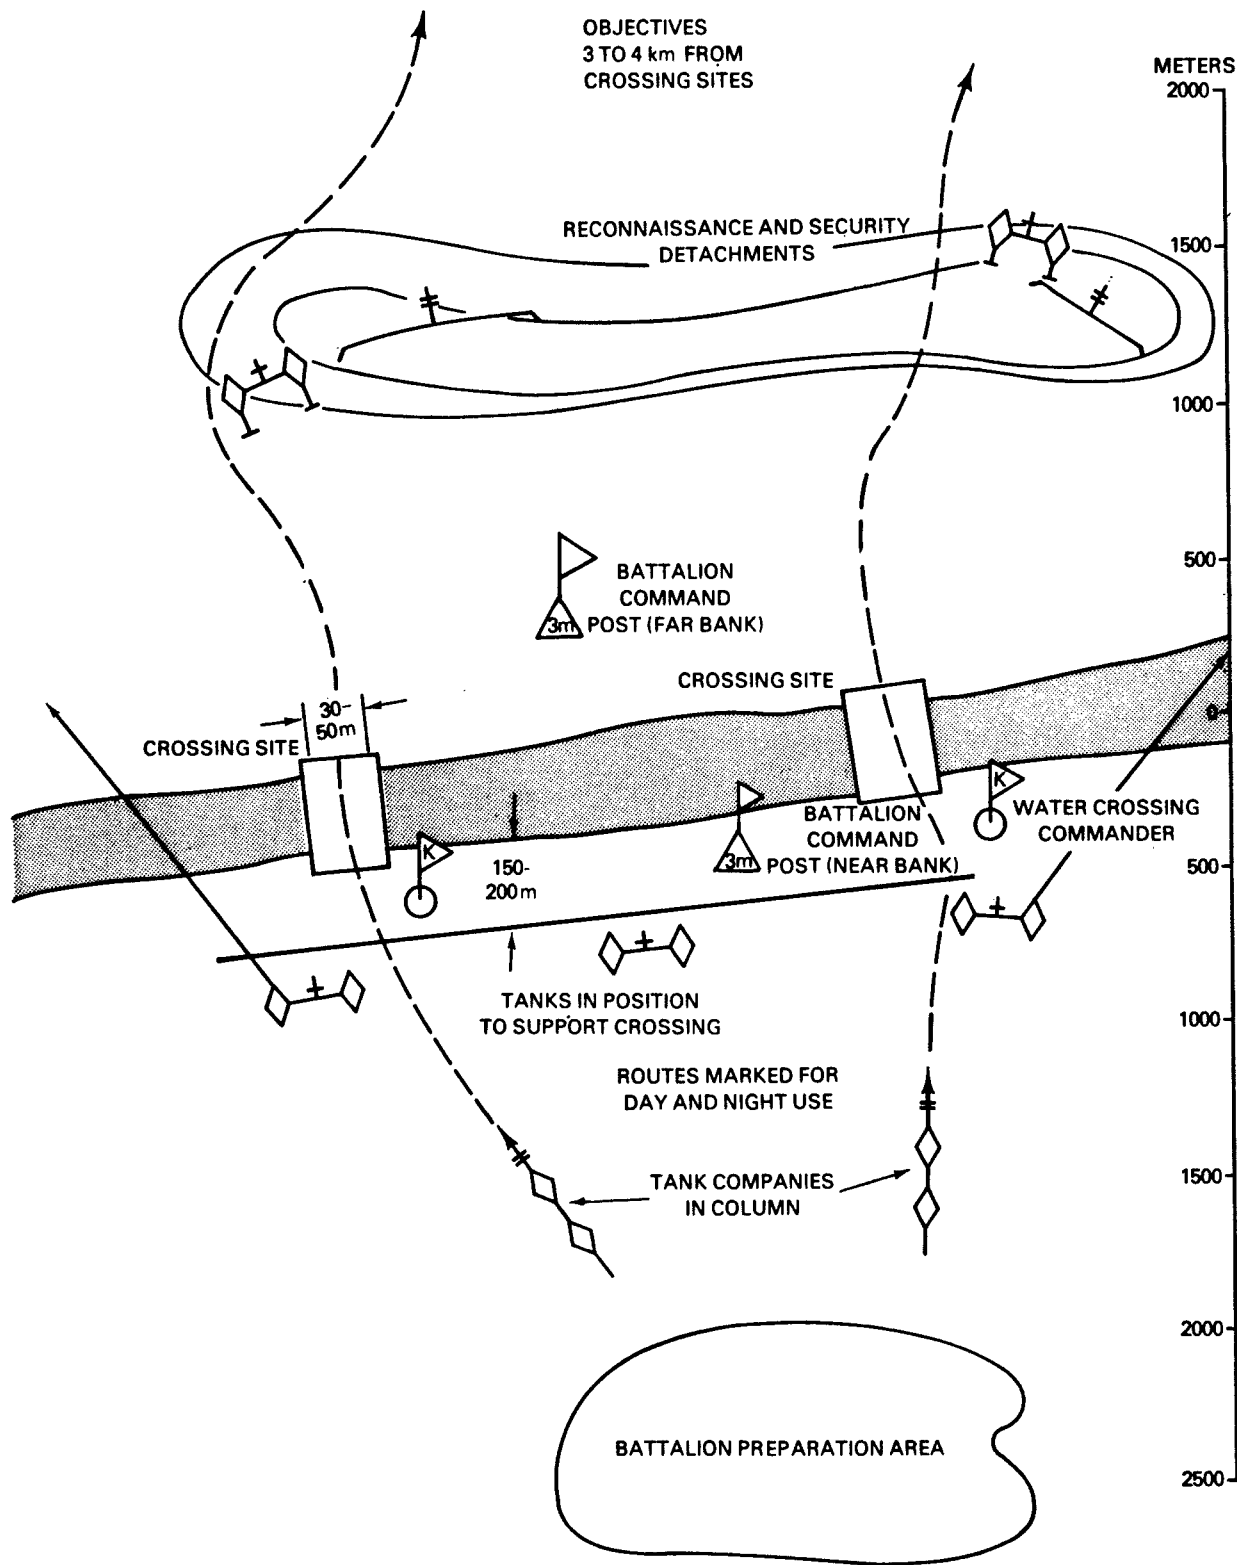 OBJECTIVES
3 TO 4 km FROM
CROSSING SITES
METERS
2000
RECONNAISSANCE AND SECURITY
DETACHMENTS
1500
1000
500
BATTALION
COMMAND
POST (FAR BANK)
3m
CROSSING SITE
30-
50m
CROSSING SITE
0
K
WATER CROSSING
COMMANDER
BATTALION
COMMAND
POST (NEAR BANK)
3m
K
150-
200m
500
TANKS IN POSITION
TO SUPPORT CROSSING
1000
ROUTES MARKED FOR
DAY AND NIGHT USE
TANK COMPANIES
IN COLUMN
1500
2000
BATTALION PREPARATION AREA
2500